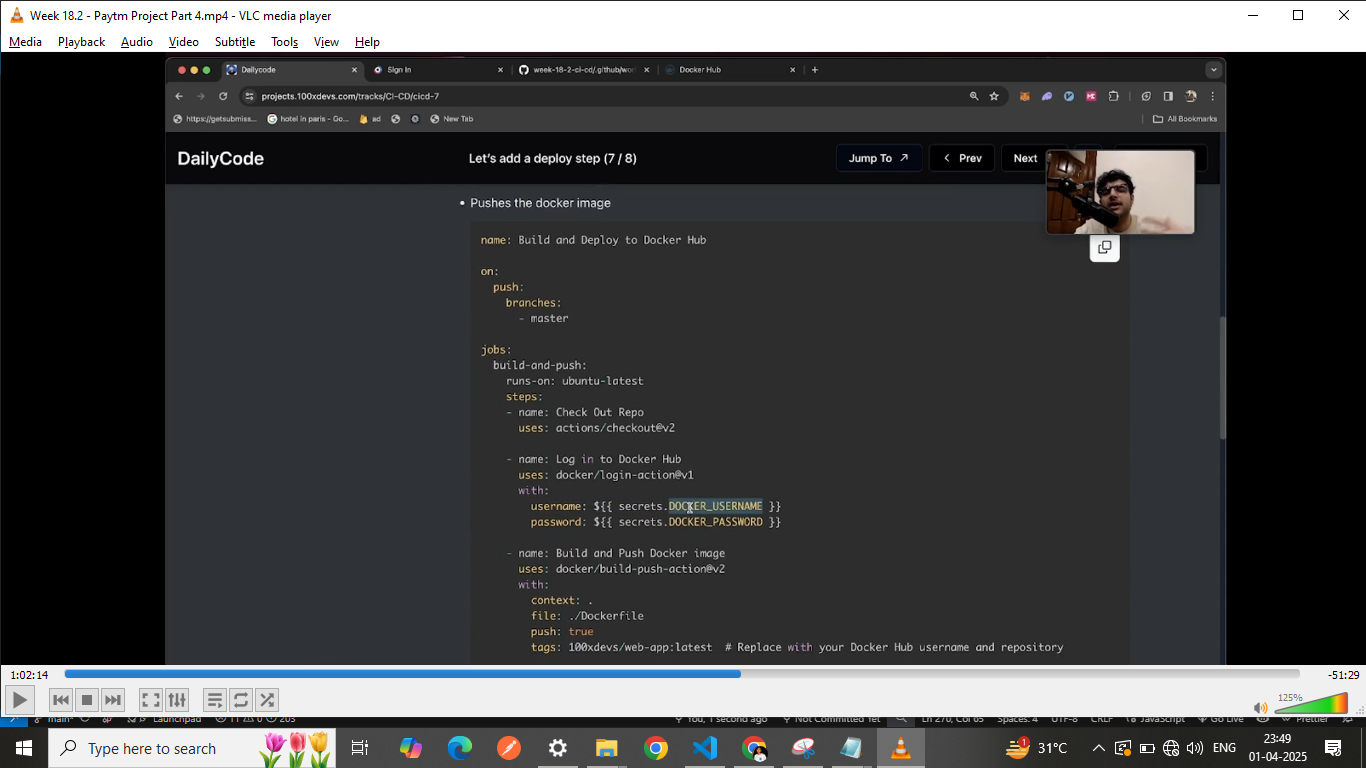 Week 18.2 - Paytm Project Part 4.mp4 - VLC media player
Media Playback Audio Video Subtitle Tools View Help
Dailycode Sign In week-18-2-ci-cd/.github/wor Docker Hub
projects.100xdevs.com/tracks/CI-CD/cicd-7
https://getsubmiss... hotel in paris - Go... ad New Tab All Bookmarks
DailyCode Let's add a deploy step (7 / 8) Jump To Prev Next
• Pushes the docker image
name: Build and Deploy to Docker Hub
on:
push:
branches:
- master
jobs:
build-and-push:
runs-on: ubuntu-latest
steps:
- name: Check Out Repo
uses: actions/checkout@v2
- name: Log in to Docker Hub
uses: docker/login-action@v1
with:
username: ${{ secrets.DOCKER_USERNAME }}
password: ${{ secrets.DOCKER_PASSWORD }}
- name: Build and Push Docker image
uses: docker/build-push-action@v2
with:
context: .
file: ./Dockerfile
push: true
tags: 100xdevs/web-app:latest # Replace with your Docker Hub username and repository
1:02:14 -51:29
125%
main* Launchpad 11 0 203 You, 1 second ago Not Committed Yet Ln 270, Col 65 Spaces: 4 UTF-8 CRLF JavaScript Go Live Prettier
Type here to search 31°C ENG 23:49
01-04-2025